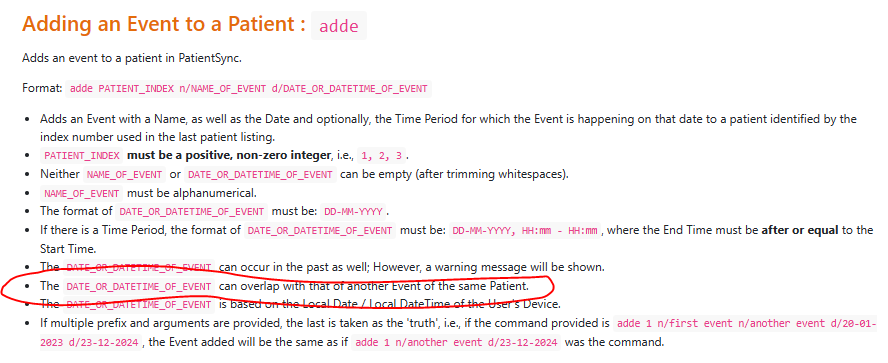 Adding an Event to a Patient : adde
Adds an event to a patient in PatientSync.
Format: adde PATIENT_INDEX n/NAME_OF_EVENT d/DATE_OR_DATETIME_OF_EVENT
• Adds an Event with a Name, as well as the Date and optionally, the Time Period for which the Event is happening on that date to a patient identified by the
index number used in the last patient listing.
• PATIENT_INDEX must be a positive, non-zero integer, i.e., 1, 2, 3 .
• Neither NAME_OF_EVENT or DATE_OR_DATETIME_OF_EVENT can be empty (after trimming whitespaces).
• NAME_OF_EVENT must be alphanumerical.
• The format of DATE_OR_DATETIME_OF_EVENT must be: DD-MM-YYYY .
• If there is a Time Period, the format of DATE_OR_DATETIME_OF_EVENT must be: DD-MM-YYYY, HH:mm - HH:mm , where the End Time must be after or equal to the
Start Time.
• The DATE_OR_DATETIME_OF_EVENT can occur in the past as well; However, a warning message will be shown.
• The DATE_OR_DATETIME_OF_EVENT can overlap with that of another Event of the same Patient.
• The DATE_OR_DATETIME_OF_EVENT is based on the Local Date / Local DateTime of the User's Device.
• If multiple prefix and arguments are provided, the last is taken as the 'truth', i.e., if the command provided is adde 1 n/first event n/another event d/20-01-
2023 d/23-12-2024 , the Event added will be the same as if adde 1 n/another event d/23-12-2024 was the command.